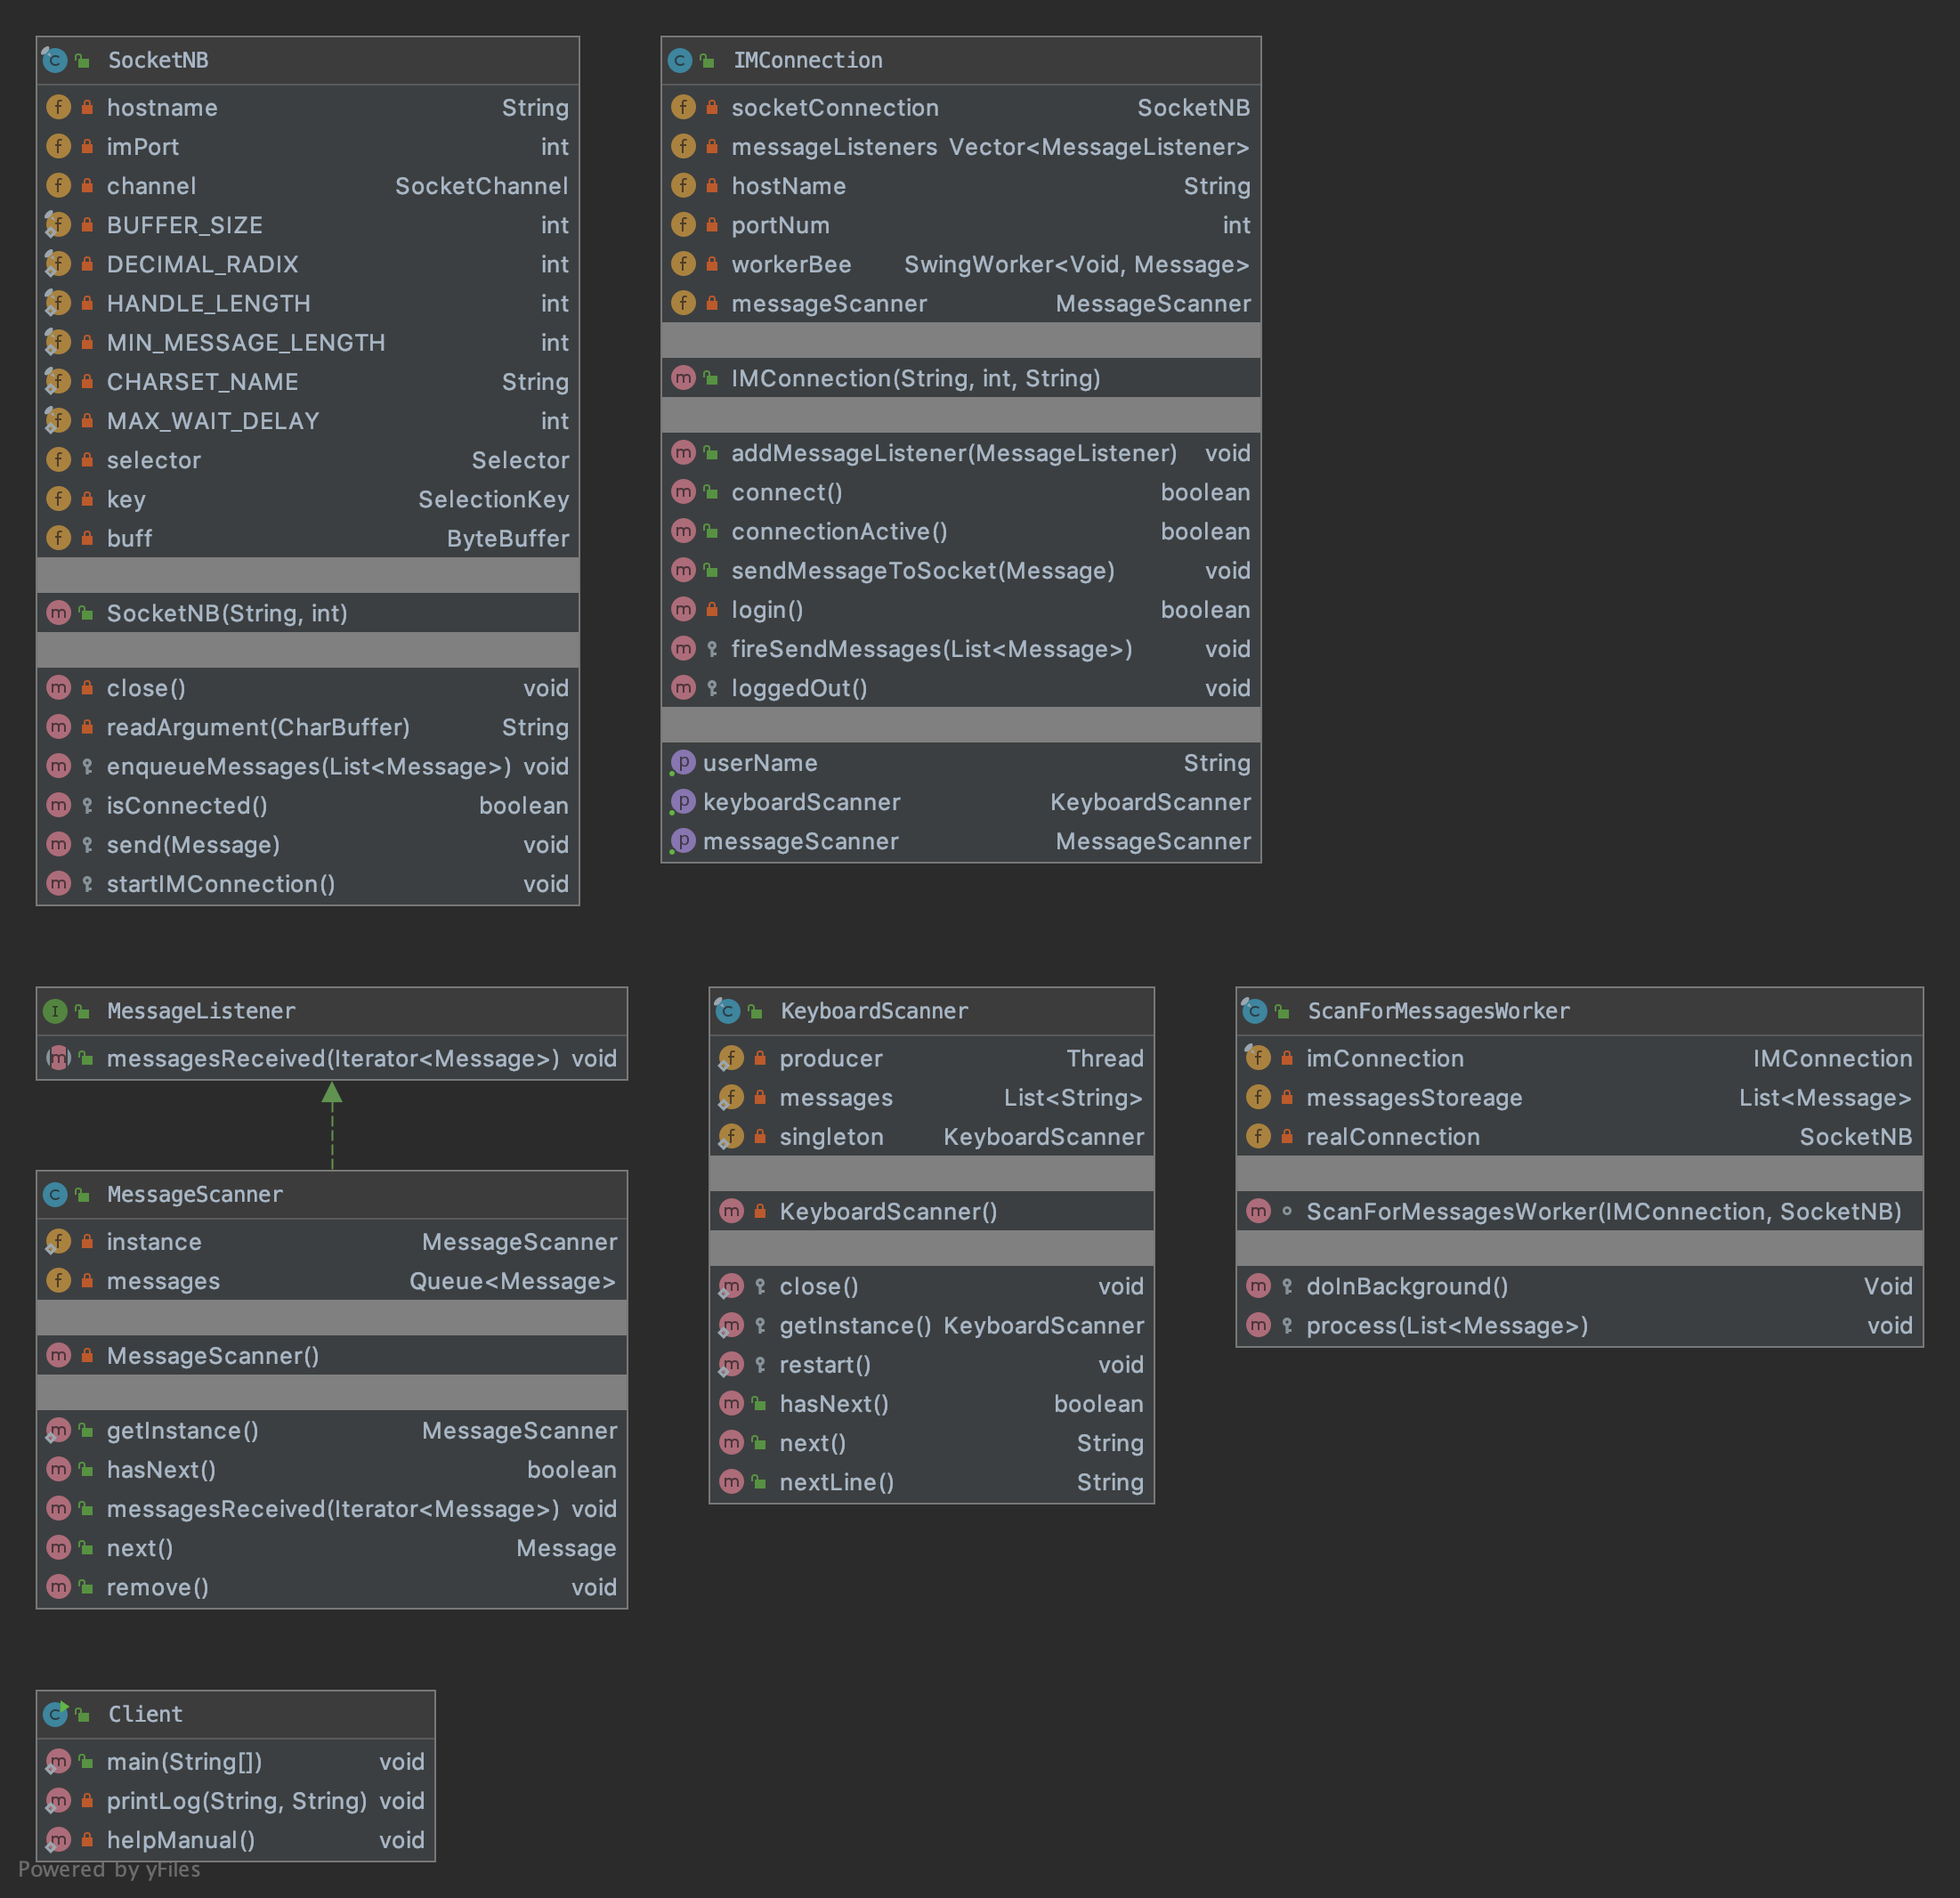 SocketNB
hostname String
imPort int
channel SocketChannel
BUFFER_SIZE int
DECIMAL_RADIX int
HANDLE_LENGTH int
MIN_MESSAGE_LENGTH int
CHARSET_NAME String
MAX_WAIT_DELAY int
selector Selector
key SelectionKey
buff ByteBuffer
SocketNB(String, int)
close() void
readArgument(CharBuffer) String
enqueueMessages(List<Message>) void
isConnected() boolean
send(Message) void
startIMConnection() void
IMConnection
socketConnection SocketNB
messageListeners Vector<MessageListener>
hostName String
portNum int
workerBee SwingWorker<Void, Message>
messageScanner MessageScanner
IMConnection(String, int, String)
addMessageListener(MessageListener) void
connect() boolean
connectionActive() boolean
sendMessageToSocket(Message) void
login() boolean
fireSendMessages(List<Message>) void
loggedOut() void
userName String
keyboardScanner KeyboardScanner
messageScanner MessageScanner
MessageListener
messagesReceived(Iterator<Message>) void
MessageScanner
instance MessageScanner
messages Queue<Message>
MessageScanner()
getInstance() MessageScanner
hasNext() boolean
messagesReceived(Iterator<Message>) void
next() Message
remove() void
KeyboardScanner
producer Thread
messages List<String>
singleton KeyboardScanner
KeyboardScanner()
close() void
getInstance() KeyboardScanner
restart() void
hasNext() boolean
next() String
nextLine() String
ScanForMessagesWorker
imConnection IMConnection
messagesStoreage List<Message>
realConnection SocketNB
ScanForMessagesWorker(IMConnection, SocketNB)
doInBackground() Void
process(List<Message>) void
Client
main(String[]) void
printLog(String, String) void
helpManual() void
Powered by yFiles